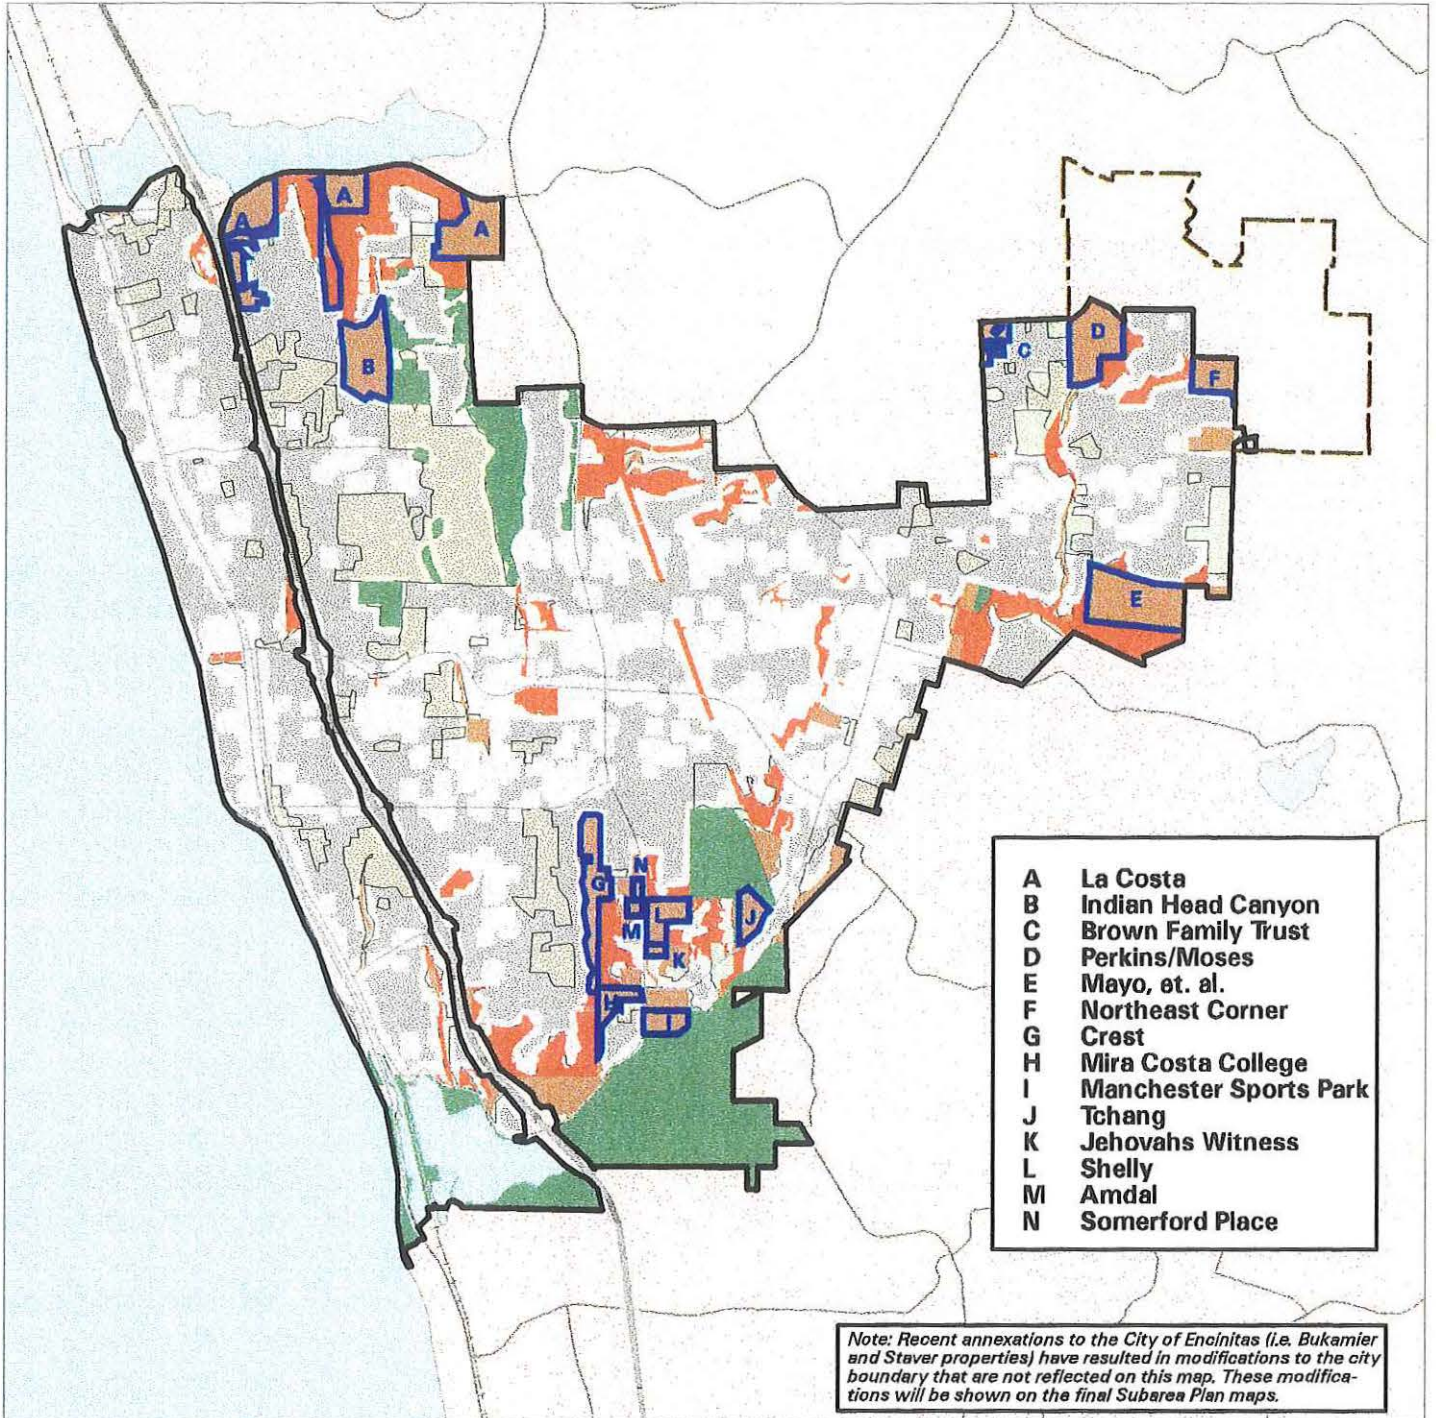 A
A
A
B
C
D
F
E
N
G
L
J
M
K
H
I
A La Costa
B Indian Head Canyon
C Brown Family Trust
D Perkins/Moses
E Mayo, et. al.
F Northeast Corner
G Crest
H Mira Costa College
I Manchester Sports Park
J Tchang
K Jehovahs Witness
L Shelly
M Amdal
N Somerford Place
Note: Recent annexations to the City of Encinitas (i.e. Bukamier
and Staver properties) have resulted in modifications to the city
boundary that are not reflected on this map. These modifica-
tions will be shown on the final Subarea Plan maps.